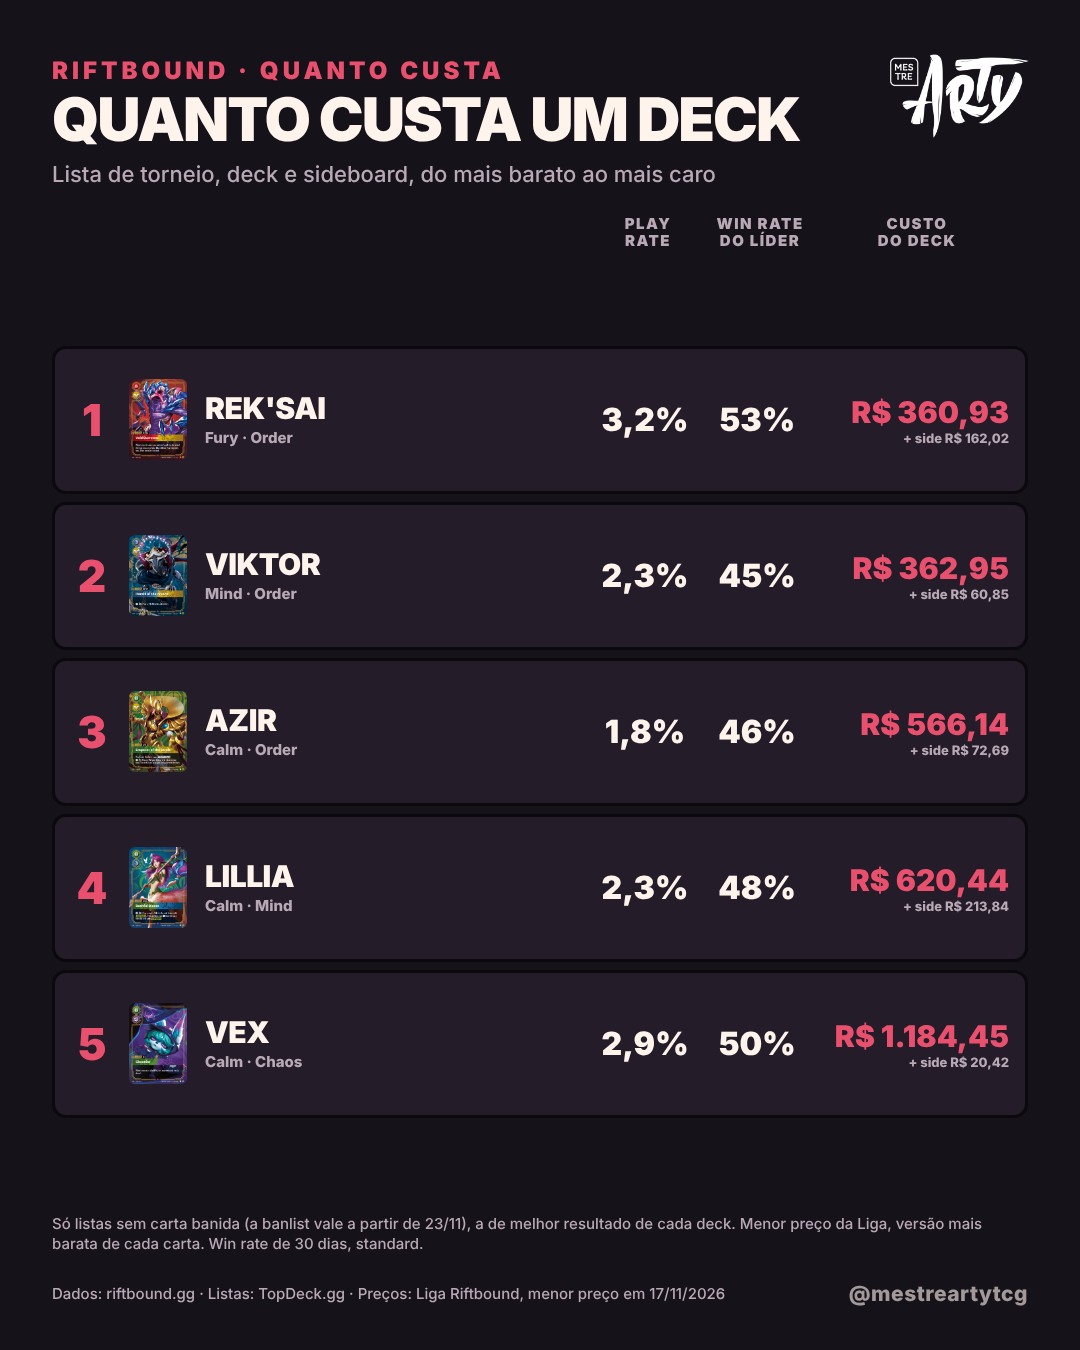 RIFTBOUND · QUANTO CUSTA
MES
TRE
ARTY
QUANTO CUSTA UM DECK
Lista de torneio, deck e sideboard, do mais barato ao mais caro
PLAY RATE
WIN RATE DO LÍDER
CUSTO DO DECK
1
REK'SAI
Fury · Order
3,2%
53%
R$ 360,93
+ side R$ 162,02
2
VIKTOR
Mind · Order
2,3%
45%
R$ 362,95
+ side R$ 60,85
3
AZIR
Calm · Order
1,8%
46%
R$ 566,14
+ side R$ 72,69
4
LILLIA
Calm · Mind
2,3%
48%
R$ 620,44
+ side R$ 213,84
5
VEX
Calm · Chaos
2,9%
50%
R$ 1.184,45
+ side R$ 20,42
Só listas sem carta banida (a banlist vale a partir de 23/11), a de melhor resultado de cada deck. Menor preço da Liga, versão mais
barata de cada carta. Win rate de 30 dias, standard.
Dados: riftbound.gg · Listas: TopDeck.gg · Preços: Liga Riftbound, menor preço em 17/11/2026
@mestreartytcg